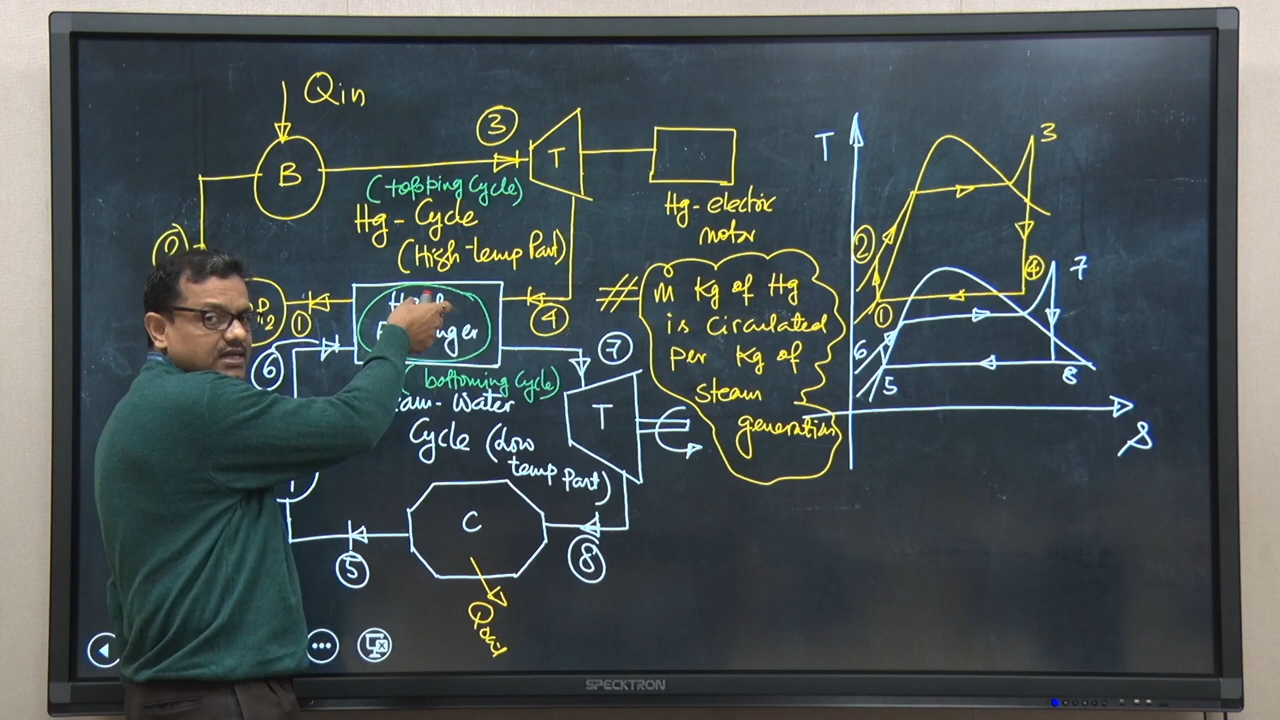 Qin
B
3
T
(topping Cycle)
Hg - Cycle
(High-temp Part)
Hg-electric
motor
1
4
6
7
(bottoming Cycle)
Water
Cycle (Low
temp Part)
T
C
5
8
M Kg of Hg
is circulated
per Kg of
steam
generation
T
3
2
4
1
7
6
5
8
S
SPECKTRON